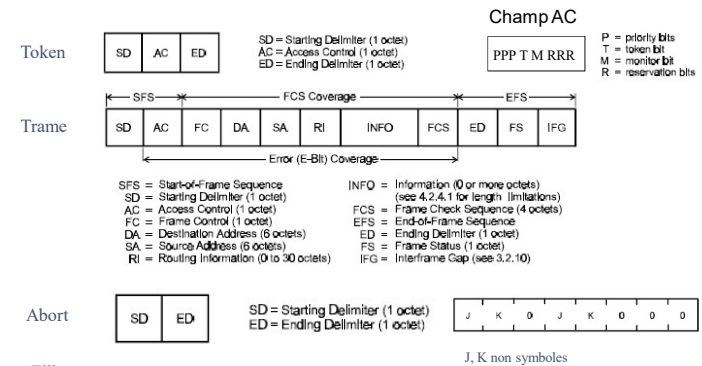 Champ AC
Token
SD AC ED
SD = Starting Delimiter (1 octet)
AC = Access Control (1 octet)
ED = Ending Delimiter (1 octet)
PPP T M RRR
P = priority bits
T = token bit
M = monitor bit
R = reservation bits
SFS FCS Coverage EFS
Trame
SD AC FC DA SA RI INFO FCS ED FS IFG
Error (E-Bit) Coverage
SFS = Start-of-Frame Sequence
SD = Starting Delimiter (1 octet)
AC = Access Control (1 octet)
FC = Frame Control (1 octet)
DA = Destination Address (6 octets)
SA = Source Address (6 octets)
RI = Routing Information (0 to 30 octets)
INFO = Information (0 or more octets)
(see 4.2.4.1 for length limitations)
FCS = Frame Check Sequence (4 octets)
EFS = End-of-Frame Sequence
ED = Ending Delimiter (1 octet)
FS = Frame Status (1 octet)
IFG = Interframe Gap (see 3.2.10)
Abort
SD ED
SD = Starting Delimiter (1 octet)
ED = Ending Delimiter (1 octet)
J K 0 J K 0 0 0
J, K non symboles